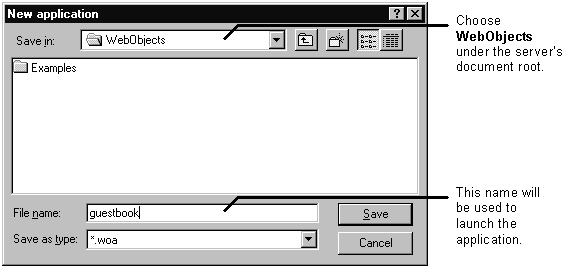 New application
Save in:
WebObjects
Examples
File name:
guestbook
Save
Save as type:
*.woa
Cancel
Choose
WebObjects
under the server's
document root.
This name will
be used to
launch the
application.